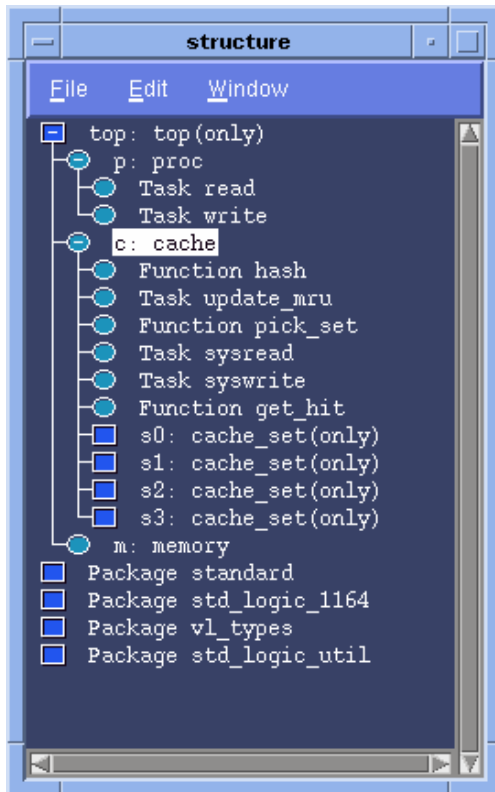 structure
File Edit Window
top: top(only)
p: proc
Task read
Task write
c: cache
Function hash
Task update_mru
Function pick_set
Task sysread
Task syswrite
Function get_hit
s0: cache_set(only)
s1: cache_set(only)
s2: cache_set(only)
s3: cache_set(only)
m: memory
Package standard
Package std_logic_1164
Package vl_types
Package std_logic_util